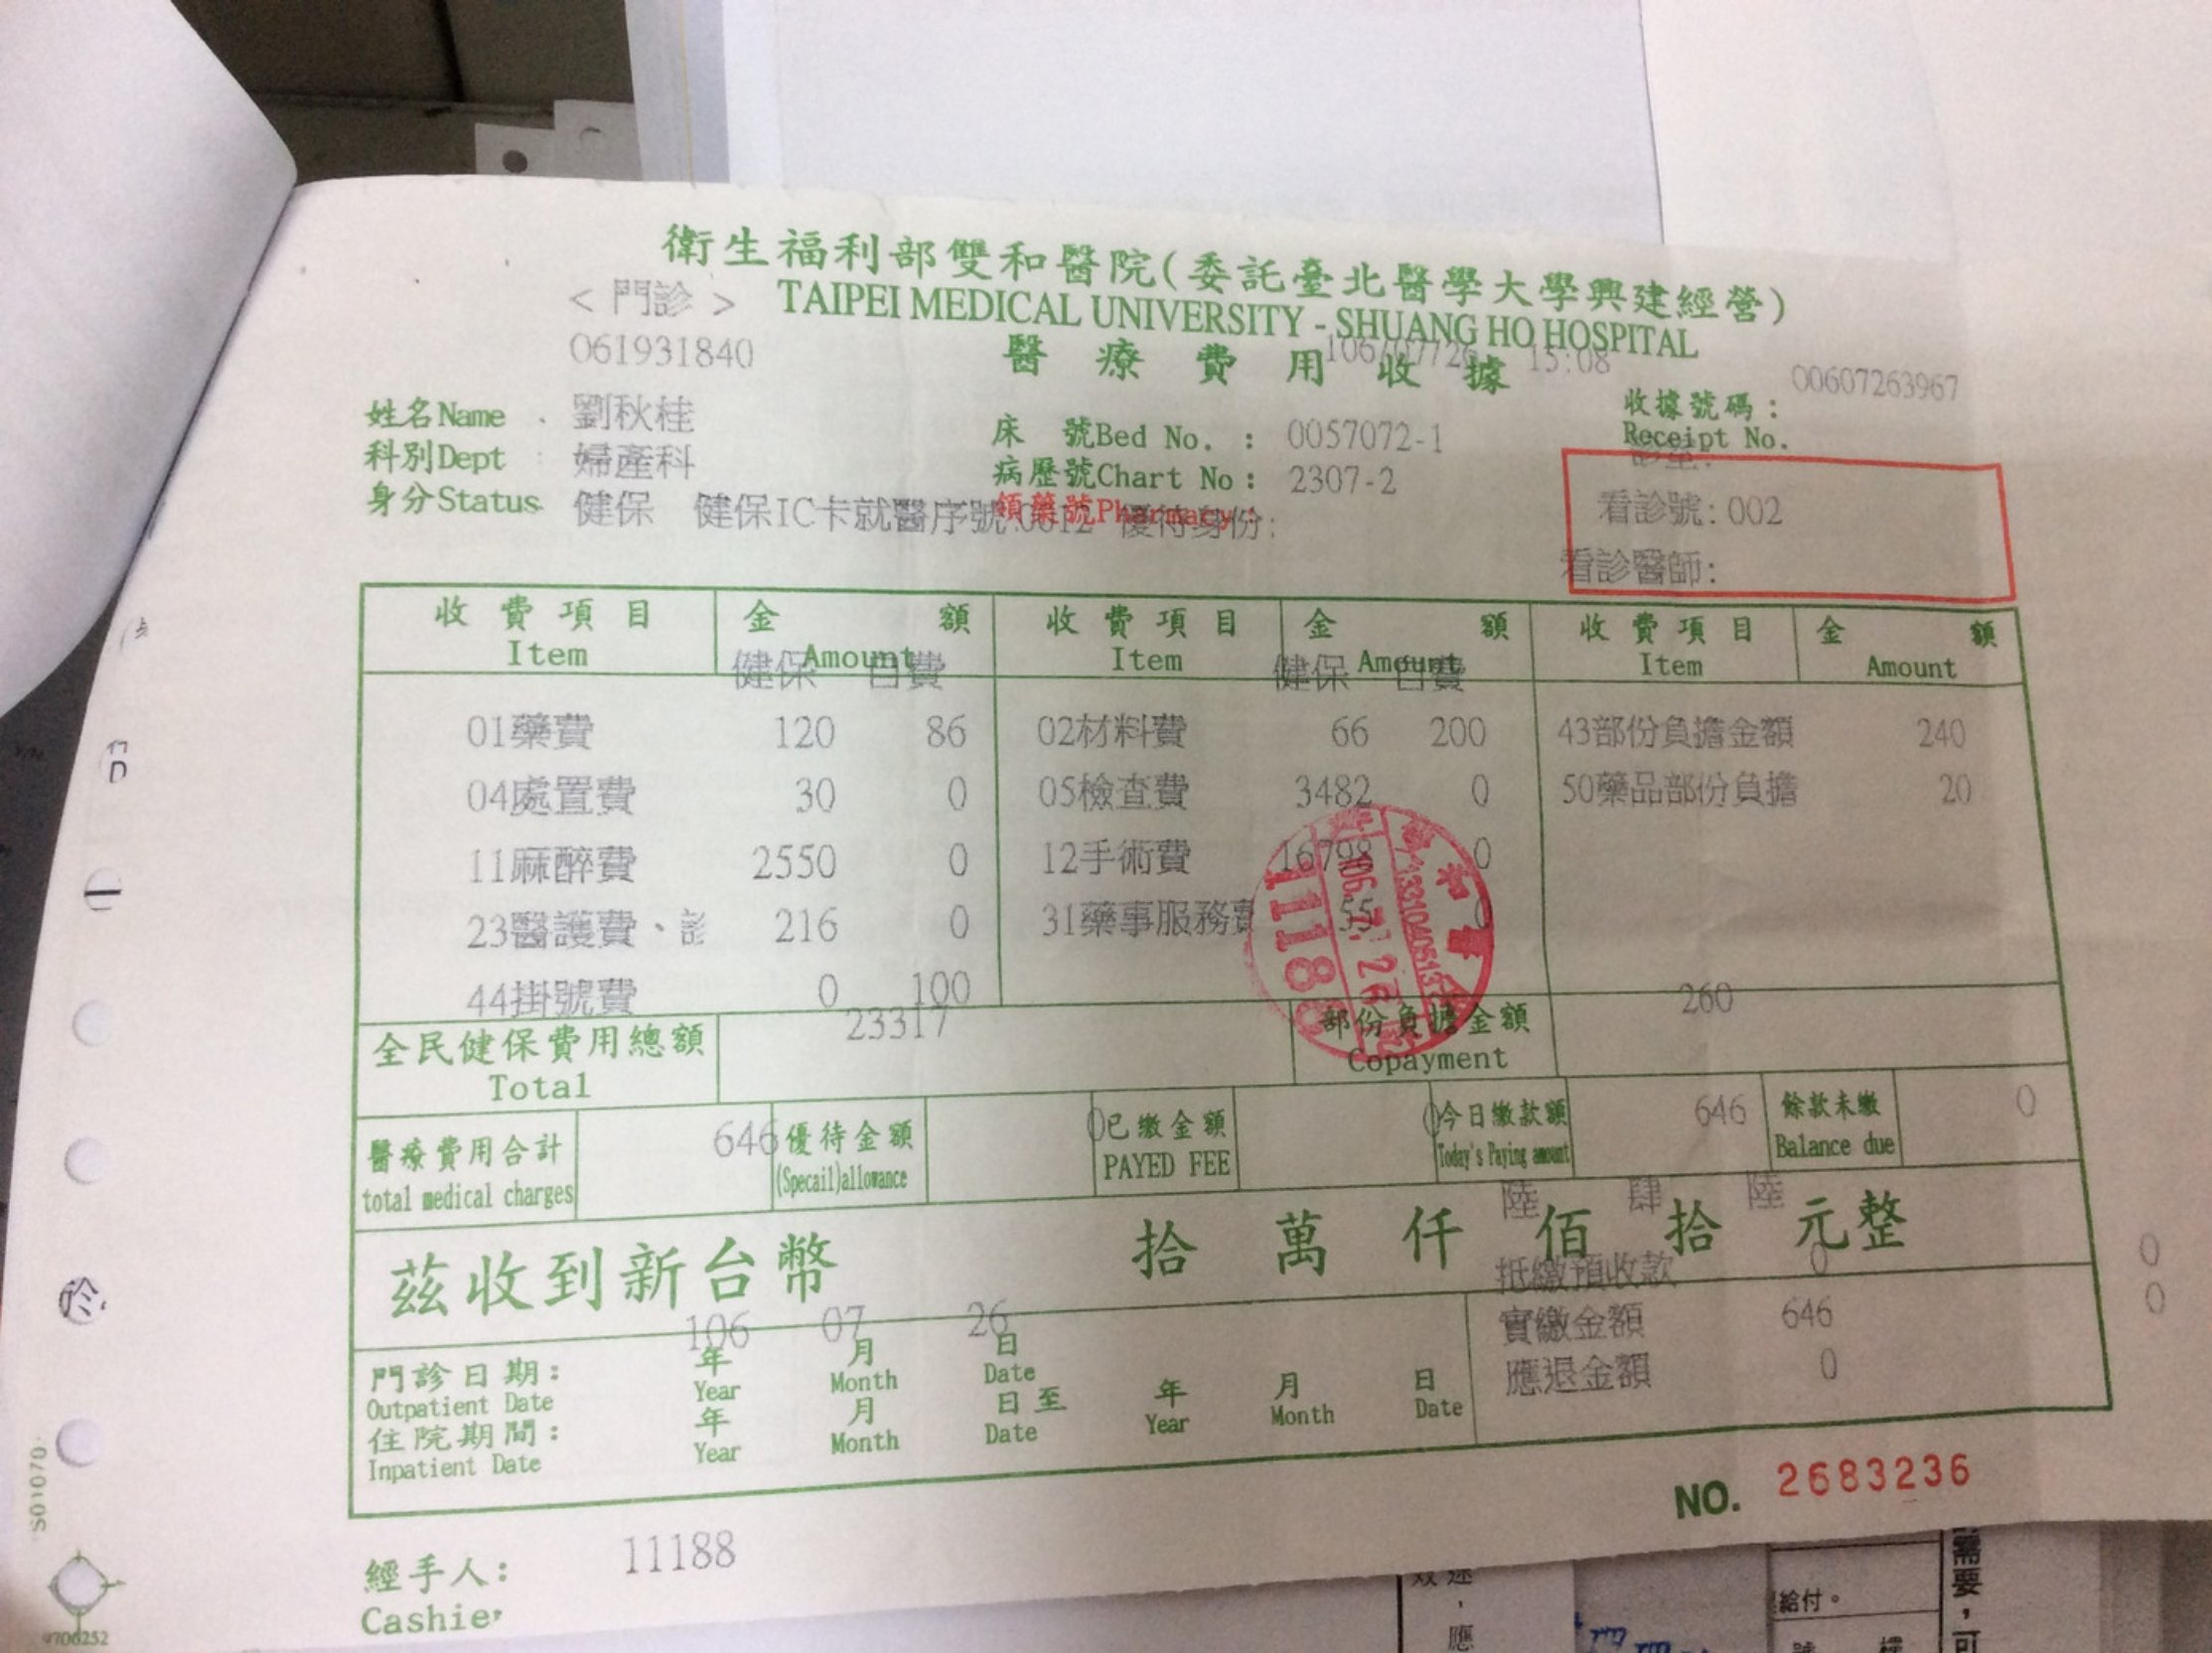 衛生福利部雙和醫院(委託臺北醫學大學興建經營)
<門診> TAIPEI MEDICAL UNIVERSITY - SHUANG HO HOSPITAL
061931840 醫療費用收據 106/07/26 15:08 00607263967
收據號碼:
Receipt No.
姓名Name 劉秋桂 床號Bed No. : 0057072-1
科別Dept : 婦產科 病歷號Chart No : 2307-2
診室:
身分Status 健保 健保IC卡就醫序號:0012 優待身份:
領藥號Pharmacy:
看診號:002
看診醫師:
收費項目 金額 收費項目 金額 收費項目 金額
Item Amount Item Amount Item Amount
健保 自費 健保 自費
01藥費 120 86 02材料費 66 200 43部份負擔金額 240
04處置費 30 0 05檢查費 3482 0 50藥品部份負擔 20
11麻醉費 2550 0 12手術費 16798 0
23醫護費、診 216 0 31藥事服務費 55 0
44掛號費 0 100
全民健保費用總額 23317 部份負擔金額 260
Total Copayment
醫療費用合計 646 優待金額 0 已繳金額 0 今日繳款額 646 餘款未繳 0
total medical charges (Specail)allowance PAYED FEE Today's Paying amount Balance due
陸 肆 陸
茲收到新台幣 拾 萬 仟 佰 拾 元整
抵繳預收款 0
106 07 26
實繳金額 646
門診日期: 年 月 日
Outpatient Date Year Month Date
應退金額 0
住院期間: 年 月 日至 年 月 日
Inpatient Date Year Month Date Year Month Date
0
0
NO. 2683236
經手人: 11188
Cashier
11188
106.7.26
S01070
9706252
需要,可
給付。
應